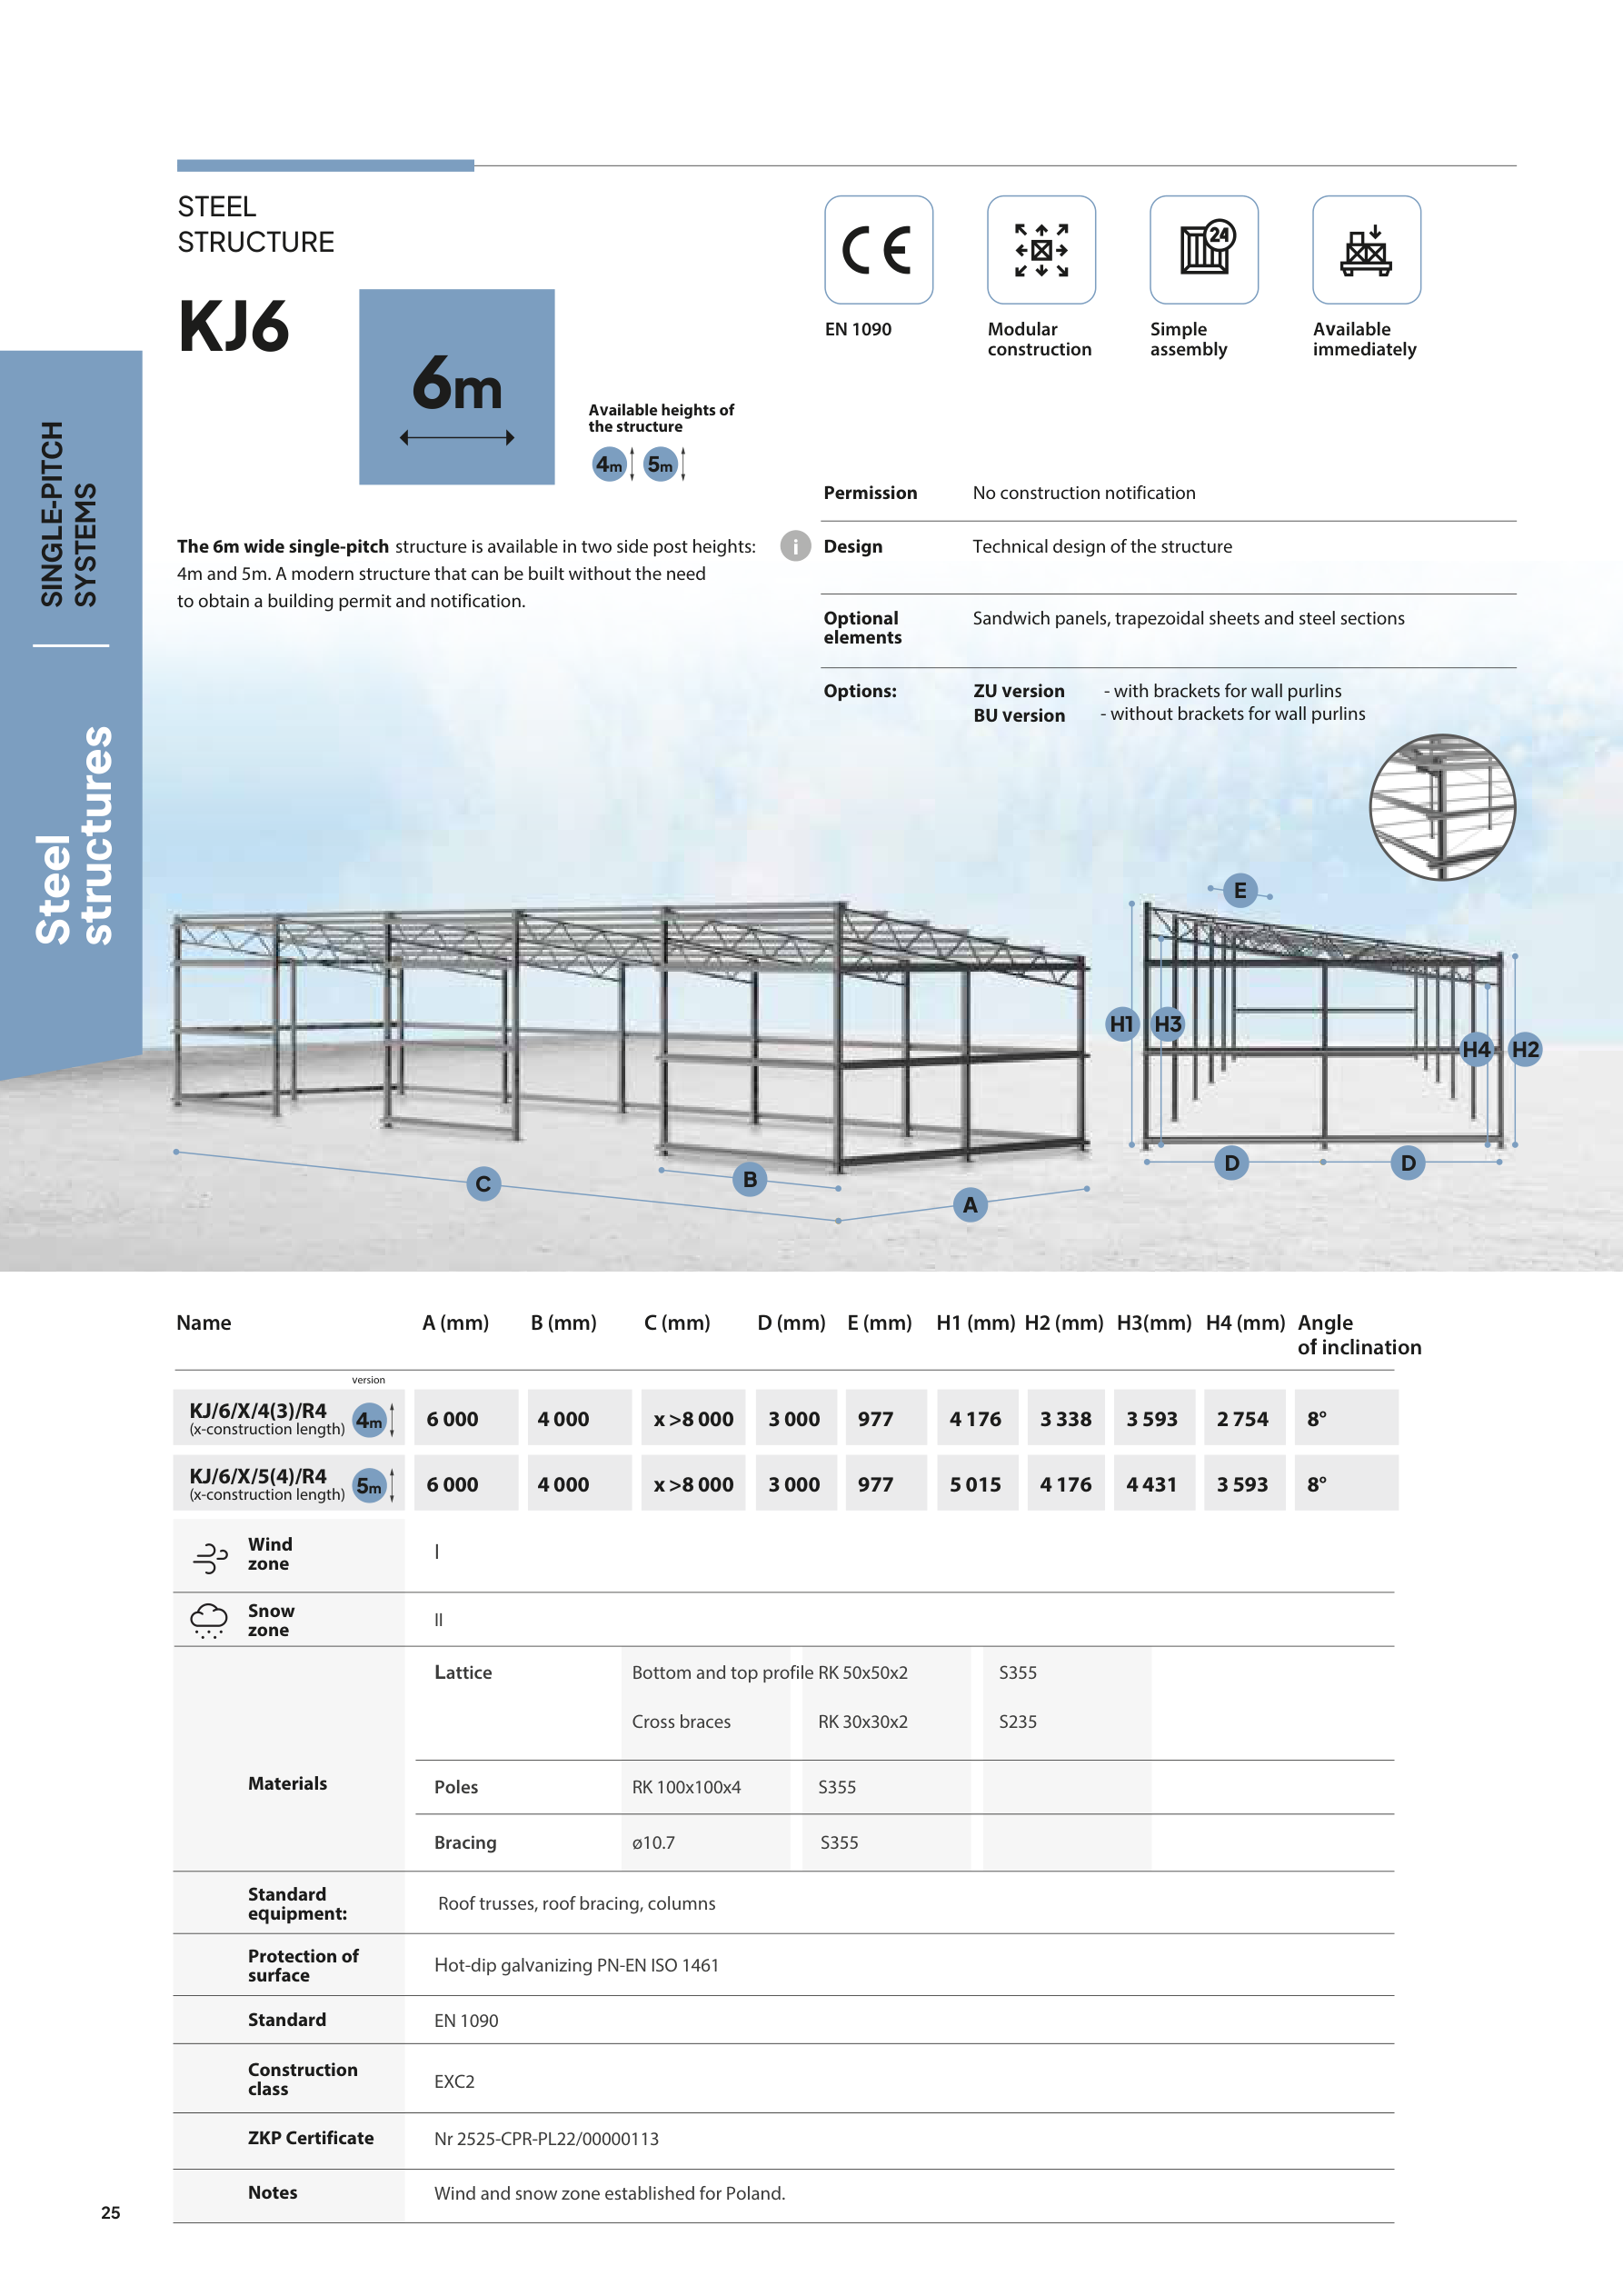 STEEL
STRUCTURE
KJ6
6m
Available heights of
the structure
4m 5m
CE
24
EN 1090
Modular
construction
Simple
assembly
Available
immediately
SINGLE-PITCH
SYSTEMS
Steel
structures
The 6m wide single-pitch structure is available in two side post heights:
4m and 5m. A modern structure that can be built without the need
to obtain a building permit and notification.
i
Permission No construction notification
Design Technical design of the structure
Optional
elements
Sandwich panels, trapezoidal sheets and steel sections
Options: ZU version - with brackets for wall purlins
BU version - without brackets for wall purlins
E
H1 H3
H4 H2
D D
C
B
A
Name A (mm) B (mm) C (mm) D (mm) E (mm) H1 (mm) H2 (mm) H3(mm) H4 (mm) Angle
of inclination
version
KJ/6/X/4(3)/R4
(x-construction length)
4m 6 000 4 000 x >8 000 3 000 977 4 176 3 338 3 593 2 754 8°
KJ/6/X/5(4)/R4
(x-construction length)
5m 6 000 4 000 x >8 000 3 000 977 5 015 4 176 4 431 3 593 8°
Wind
zone
I
Snow
zone
II
Materials
Lattice Bottom and top profile RK 50x50x2 S355
Cross braces RK 30x30x2 S235
Poles RK 100x100x4 S355
Bracing ø10.7 S355
Standard
equipment:
Roof trusses, roof bracing, columns
Protection of
surface
Hot-dip galvanizing PN-EN ISO 1461
Standard EN 1090
Construction
class
EXC2
ZKP Certificate Nr 2525-CPR-PL22/00000113
Notes Wind and snow zone established for Poland.
25